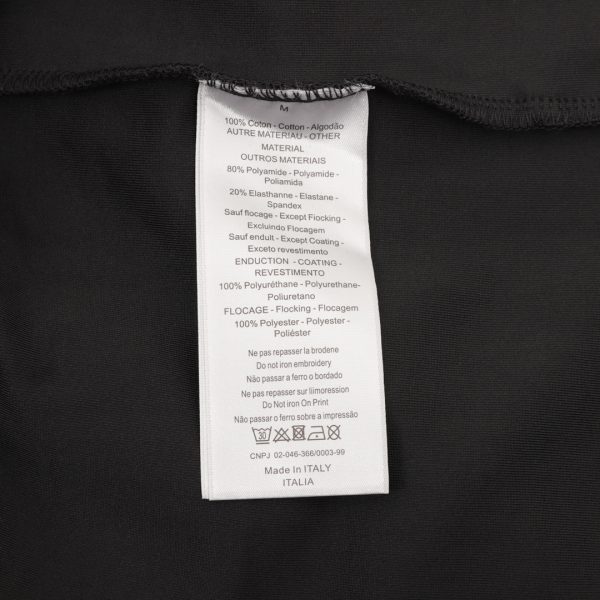 M
100% Coton - Cotton - Algodão
AUTRE MATERIAU - OTHER
MATERIAL
OUTROS MATERIAIS
80% Polyamide - Polyamide -
Poliamida
20% Elasthanne - Elastane -
Spandex
Sauf flocage - Except Flocking -
Excluindo Flocagem
Sauf enduit - Except Coating -
Exceto revestimento
ENDUCTION - COATING -
REVESTIMENTO
100% Polyuréthane - Polyurethane-
Poliuretano
FLOCAGE - Flocking - Flocagem
100% Polyester - Polyester -
Poliéster
Ne pas repasser la brodene
Do not iron embroidery
Não passar a ferro o bordado
Ne pas repasser sur liimoression
Do Not iron On Print
Não passar o ferro sobre a impressão
30
CNPJ 02-046-366/0003-99
Made In ITALY
ITALIA